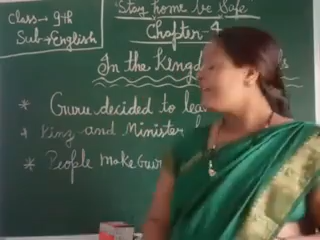 Class→ 9th
Sub→English
"Stay home be Safe"
Chapter-4
In the Kingdo
* Guru decided to lea
* King and Minister
* People make Gur